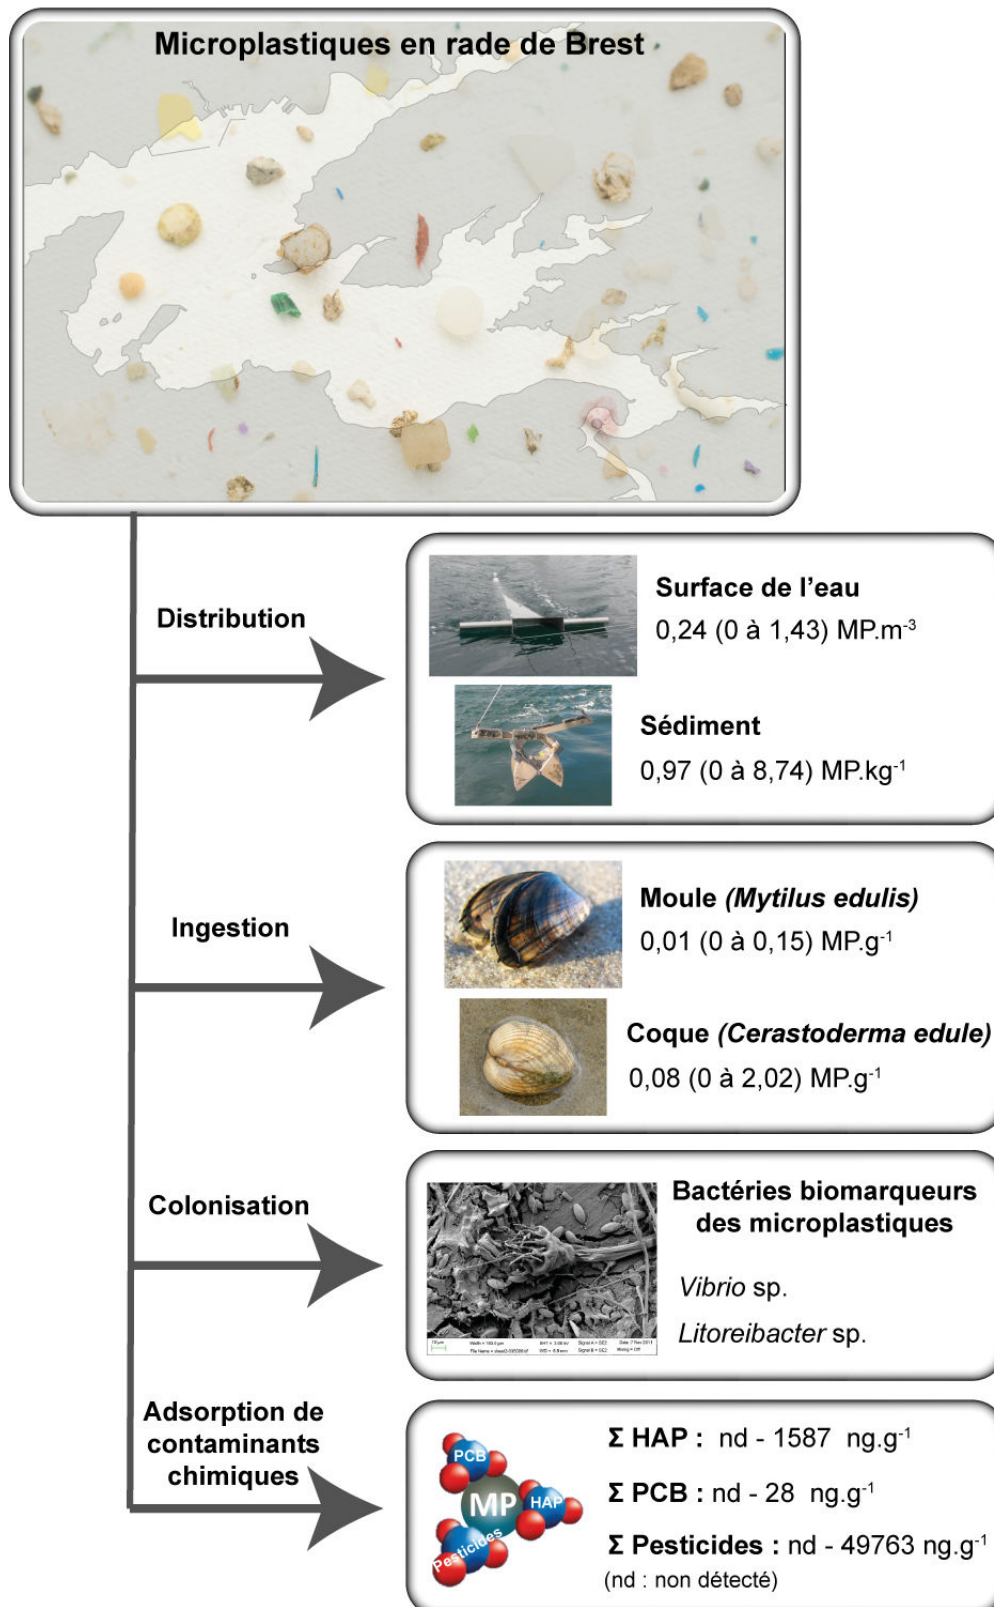 Microplastiques en rade de Brest
Distribution
Surface de l'eau
0,24 (0 à 1,43) MP.m⁻³
Sédiment
0,97 (0 à 8,74) MP.kg⁻¹
Ingestion
Moule (Mytilus edulis)
0,01 (0 à 0,15) MP.g⁻¹
Coque (Cerastoderma edule)
0,08 (0 à 2,02) MP.g⁻¹
Colonisation
Bactéries biomarqueurs
des microplastiques
Vibrio sp.
Litoreibacter sp.
Adsorption de
contaminants
chimiques
PCB
MP
HAP
Pesticides
Σ HAP : nd - 1587 ng.g⁻¹
Σ PCB : nd - 28 ng.g⁻¹
Σ Pesticides : nd - 49763 ng.g⁻¹
(nd : non détecté)